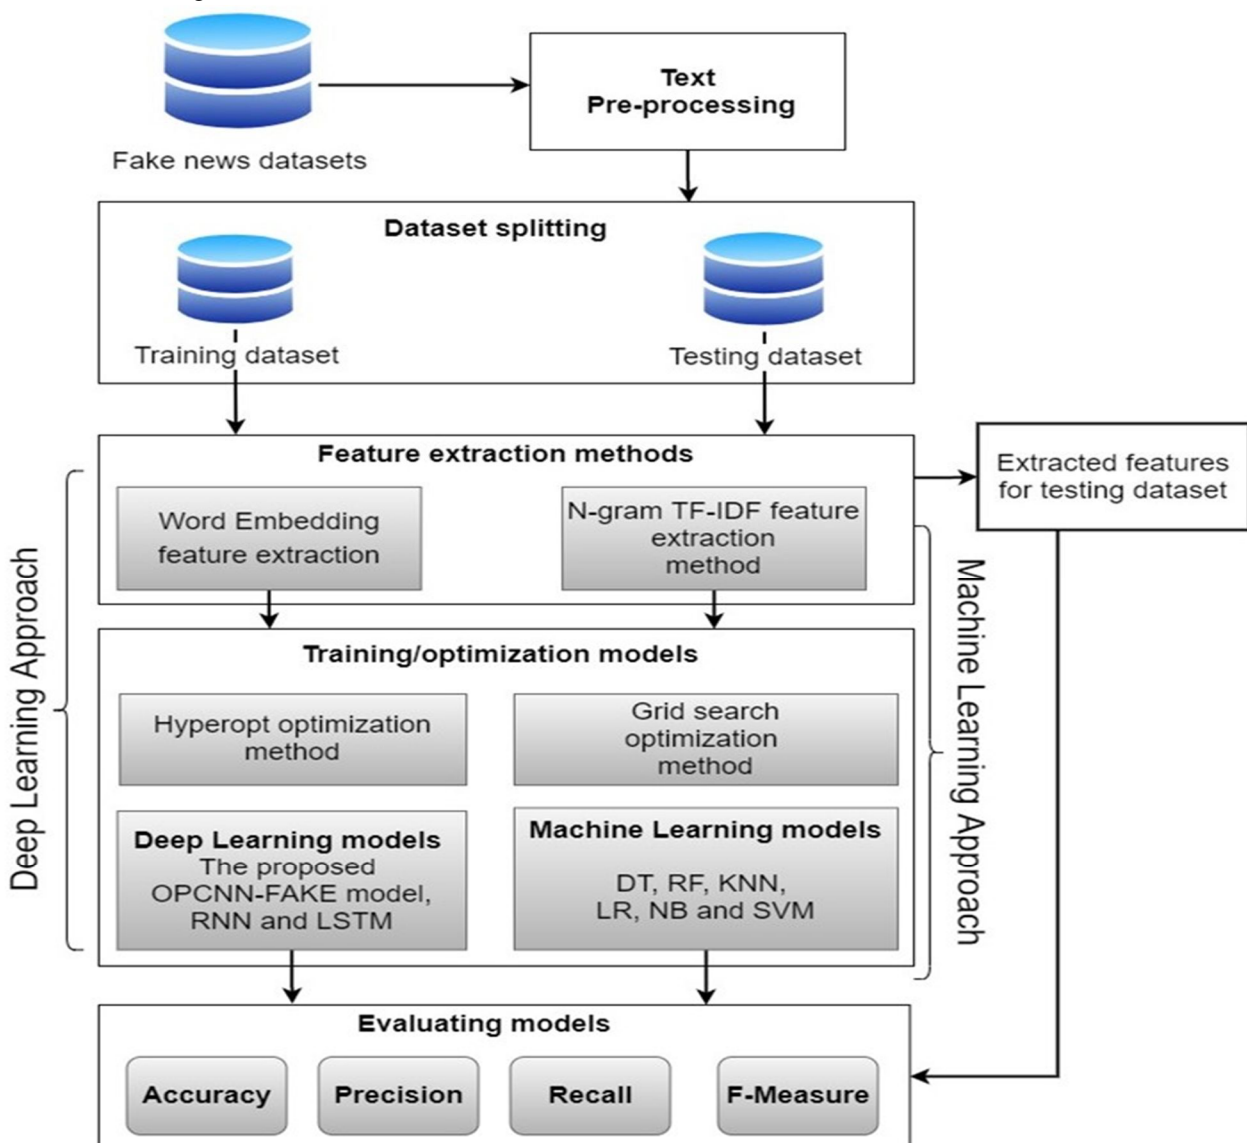 Text
Pre-processing
Fake news datasets
Dataset splitting
Training dataset
Testing dataset
Feature extraction methods
Word Embedding
feature extraction
N-gram TF-IDF feature
extraction
method
Extracted features
for testing dataset
Deep Learning Approach
Machine Learning Approach
Training/optimization models
Hyperopt optimization
method
Grid search
optimization
method
Deep Learning models
The proposed
OPCNN-FAKE model,
RNN and LSTM
Machine Learning models
DT, RF, KNN,
LR, NB and SVM
Evaluating models
Accuracy
Precision
Recall
F-Measure